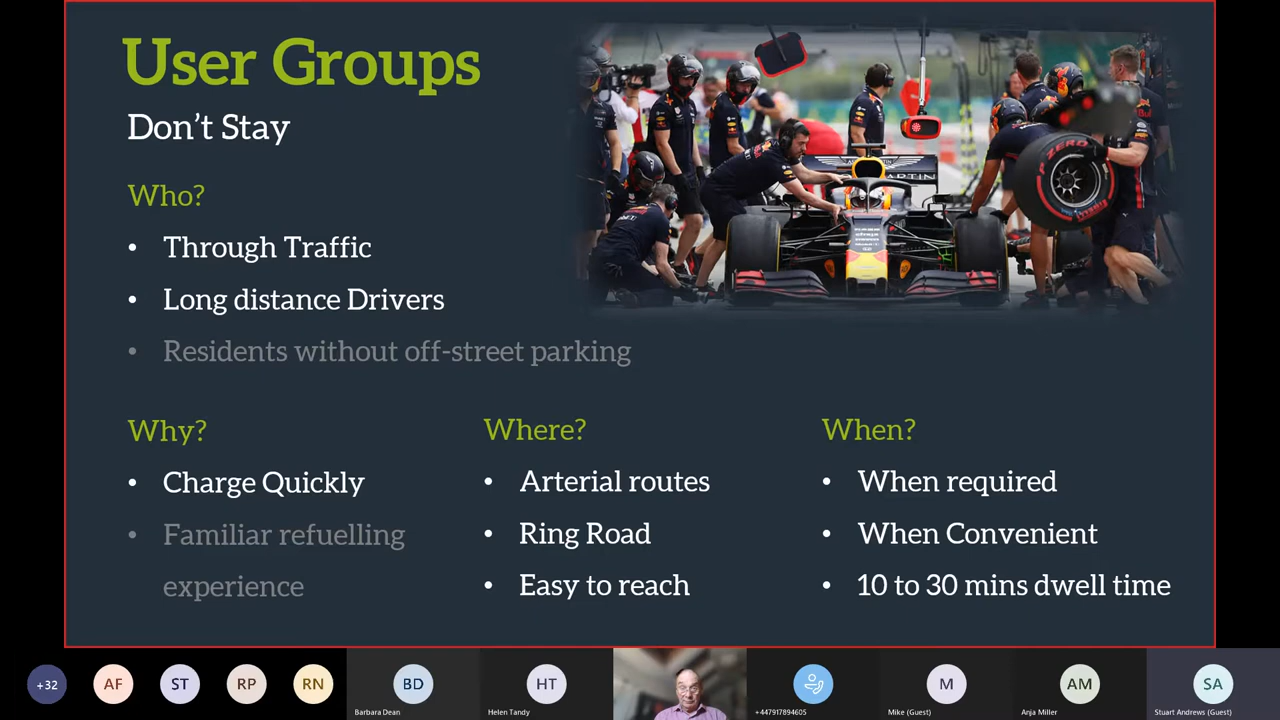 User Groups
Don't Stay
Who?
• Through Traffic
• Long distance Drivers
• Residents without off-street parking
Why?
• Charge Quickly
• Familiar refuelling
experience
Where?
• Arterial routes
• Ring Road
• Easy to reach
When?
• When required
• When Convenient
• 10 to 30 mins dwell time
P ZERO
ARTIN
+32
AF
ST
RP
RN
BD
Barbara Dean
HT
Helen Tandy
+447917894605
M
Mike (Guest)
AM
Anja Miller
SA
Stuart Andrews (Guest)